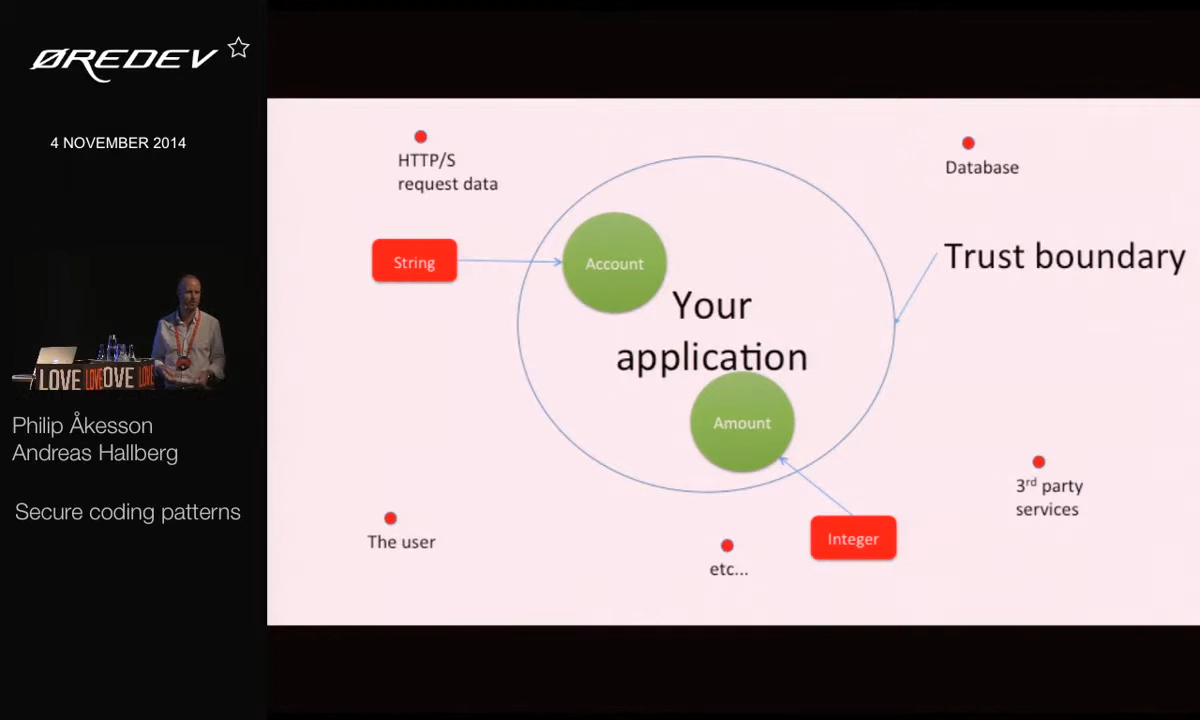 ØREDEV
4 NOVEMBER 2014
LOVE LOVE OVE LOVE
Philip Åkesson
Andreas Hallberg
Secure coding patterns
HTTP/S
request data
Database
String
Account
Trust boundary
Your
application
Amount
3rd party
services
The user
Integer
etc...